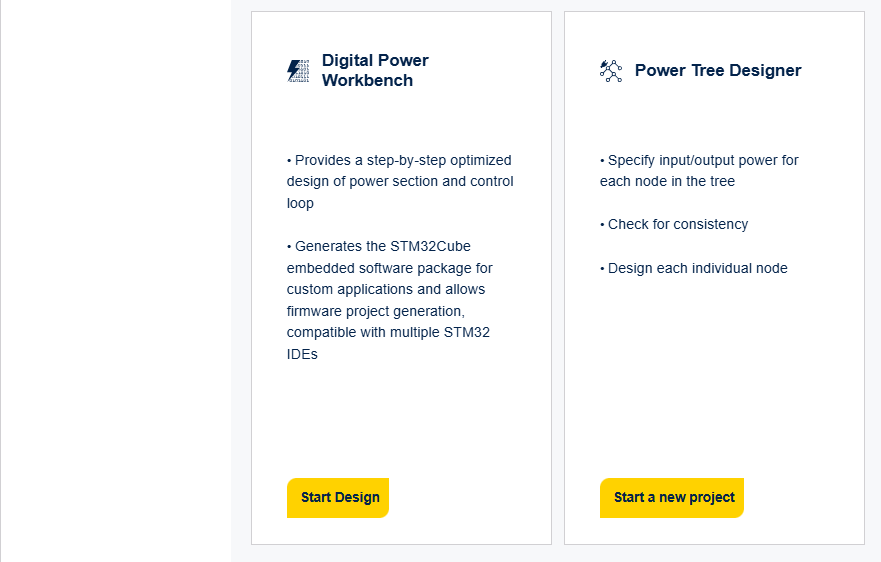 Digital Power
Workbench
• Provides a step-by-step optimized
design of power section and control
loop
• Generates the STM32Cube
embedded software package for
custom applications and allows
firmware project generation,
compatible with multiple STM32
IDEs
Start Design
Power Tree Designer
• Specify input/output power for
each node in the tree
• Check for consistency
• Design each individual node
Start a new project